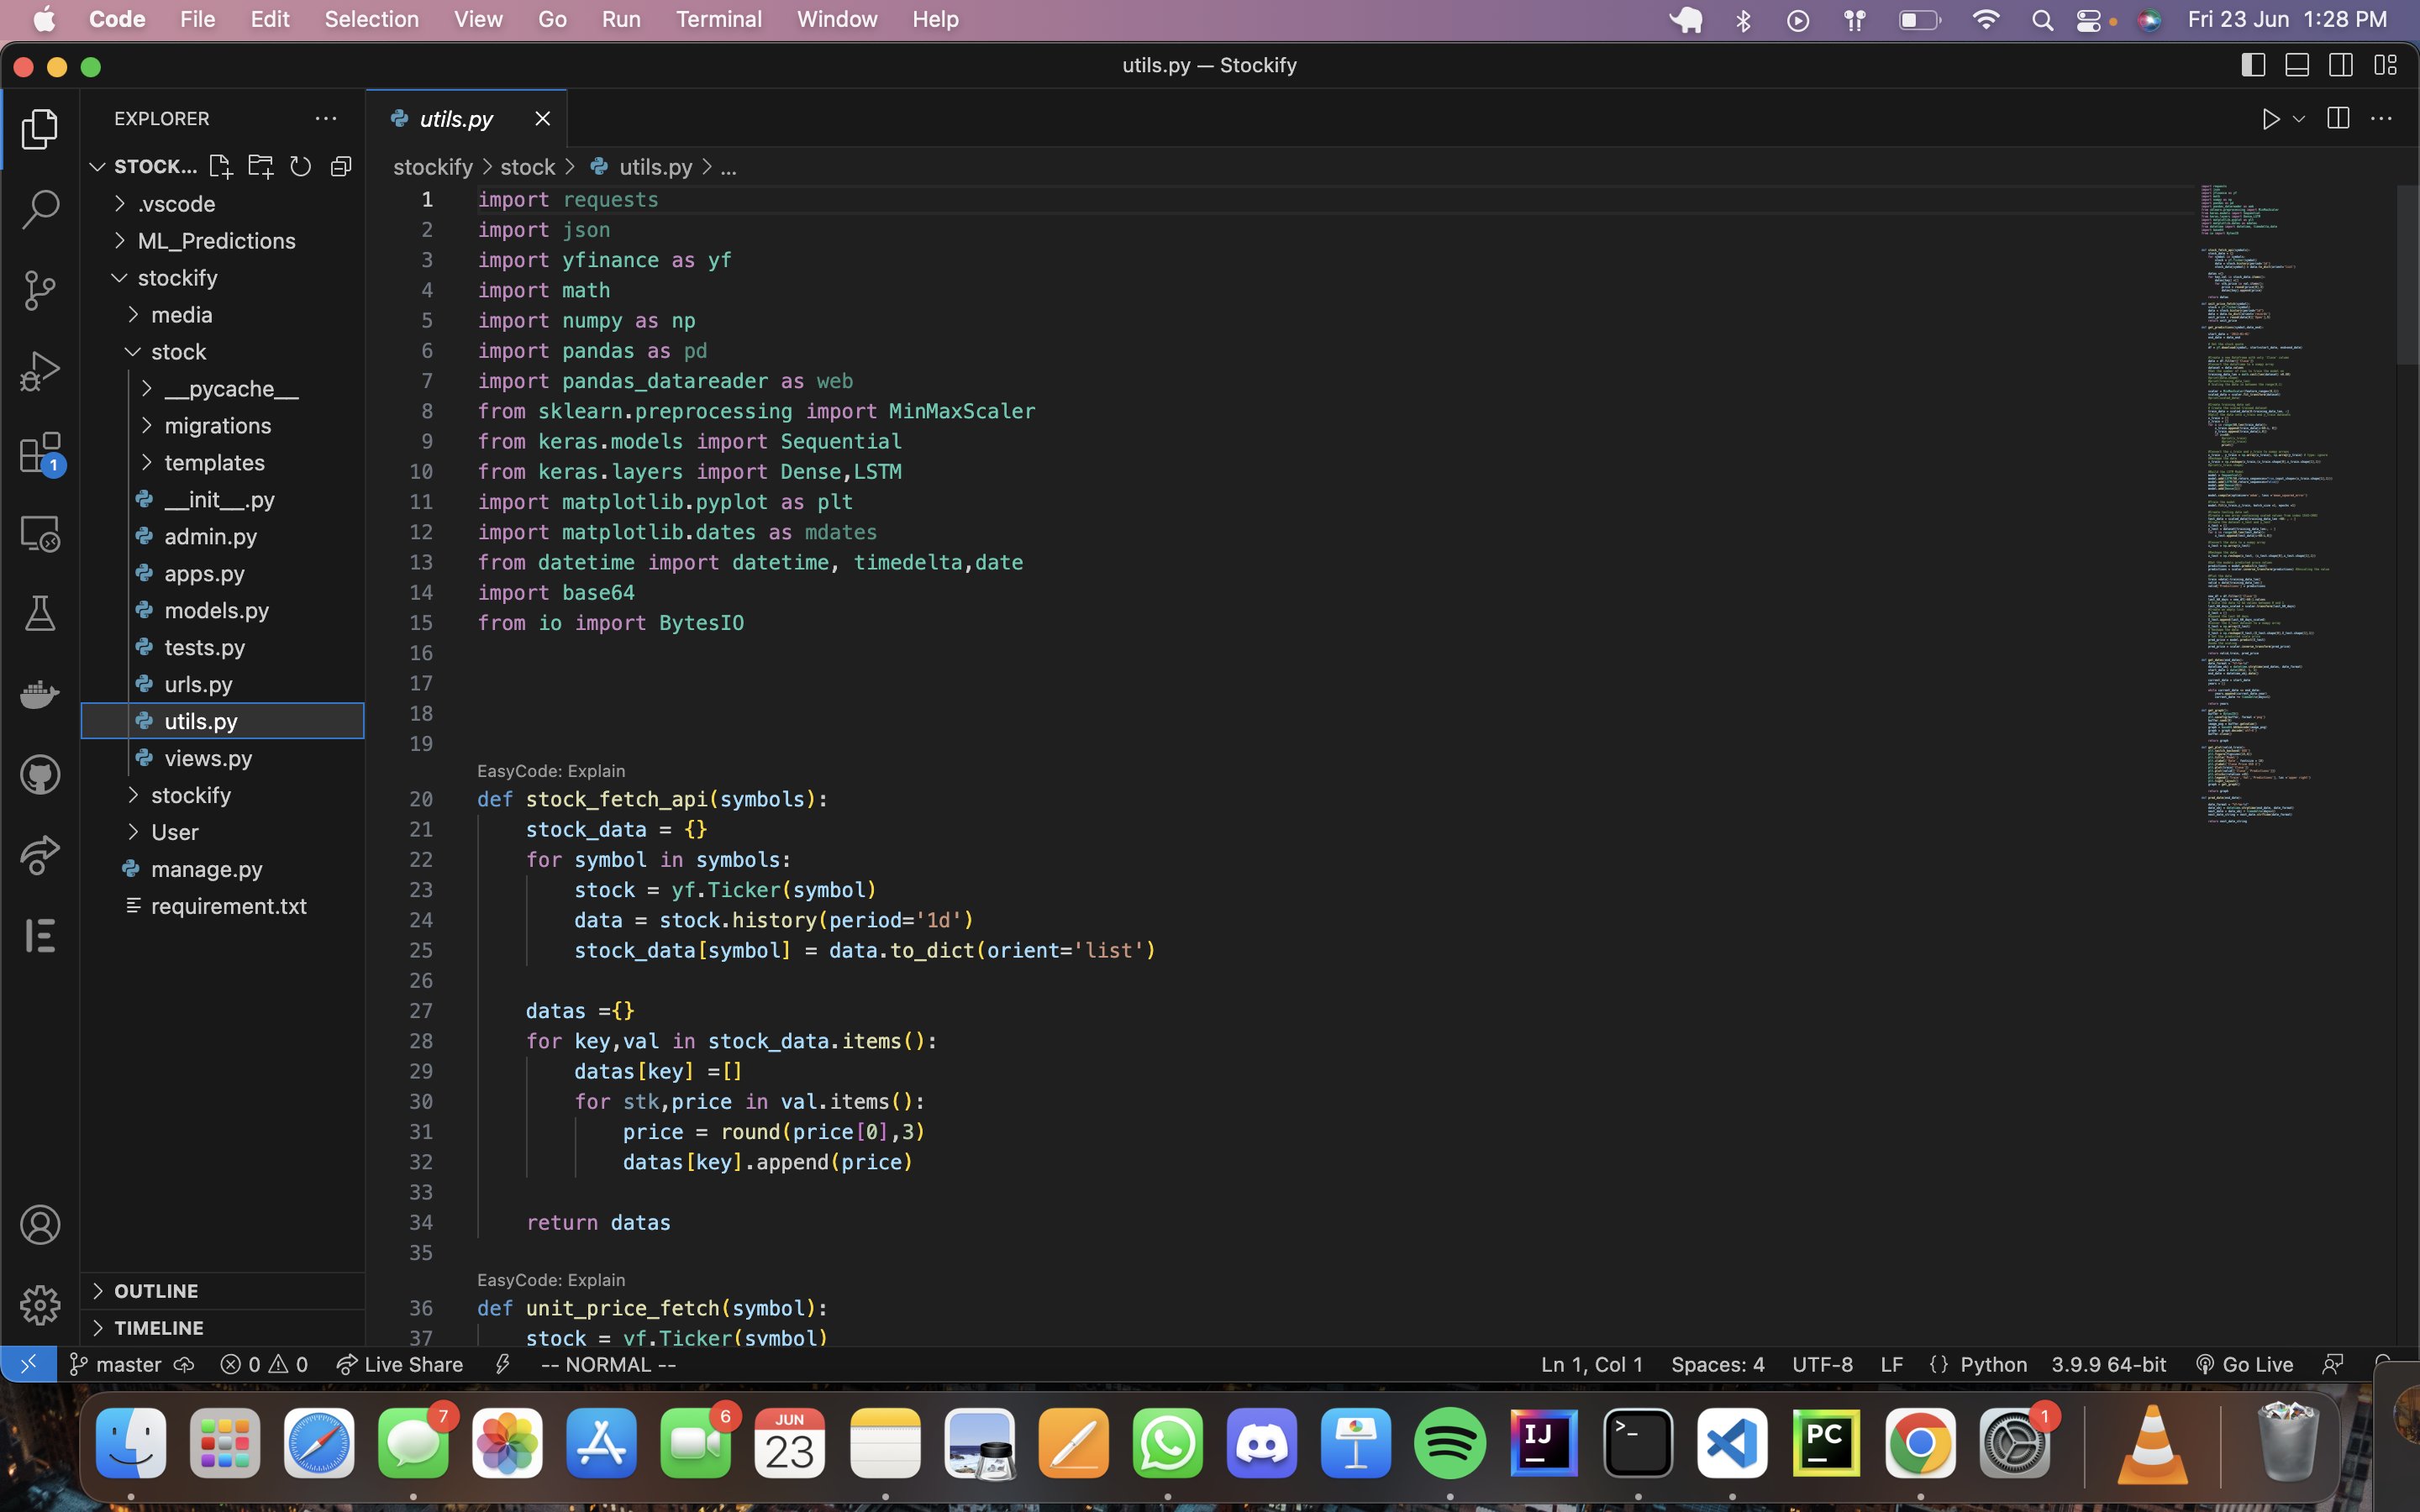 Code File Edit Selection View Go Run Terminal Window Help Fri 23 Jun 1:28 PM
utils.py — Stockify
EXPLORER
STOCK...
.vscode
ML_Predictions
stockify
media
stock
__pycache__
migrations
templates
__init__.py
admin.py
apps.py
models.py
tests.py
urls.py
utils.py
views.py
stockify
User
manage.py
requirement.txt
OUTLINE
TIMELINE
1
utils.py
stockify > stock > utils.py > ...
1 import requests
2 import json
3 import yfinance as yf
4 import math
5 import numpy as np
6 import pandas as pd
7 import pandas_datareader as web
8 from sklearn.preprocessing import MinMaxScaler
9 from keras.models import Sequential
10 from keras.layers import Dense,LSTM
11 import matplotlib.pyplot as plt
12 import matplotlib.dates as mdates
13 from datetime import datetime, timedelta,date
14 import base64
15 from io import BytesIO
16
17
18
19
EasyCode: Explain
20 def stock_fetch_api(symbols):
21 stock_data = {}
22 for symbol in symbols:
23 stock = yf.Ticker(symbol)
24 data = stock.history(period='1d')
25 stock_data[symbol] = data.to_dict(orient='list')
26
27 datas ={}
28 for key,val in stock_data.items():
29 datas[key] =[]
30 for stk,price in val.items():
31 price = round(price[0],3)
32 datas[key].append(price)
33
34 return datas
35
EasyCode: Explain
36 def unit_price_fetch(symbol):
37 stock = yf.Ticker(symbol)
master 0 0 Live Share -- NORMAL -- Ln 1, Col 1 Spaces: 4 UTF-8 LF {} Python 3.9.9 64-bit Go Live
7 6 JUN 23 IJ >_ PC 1